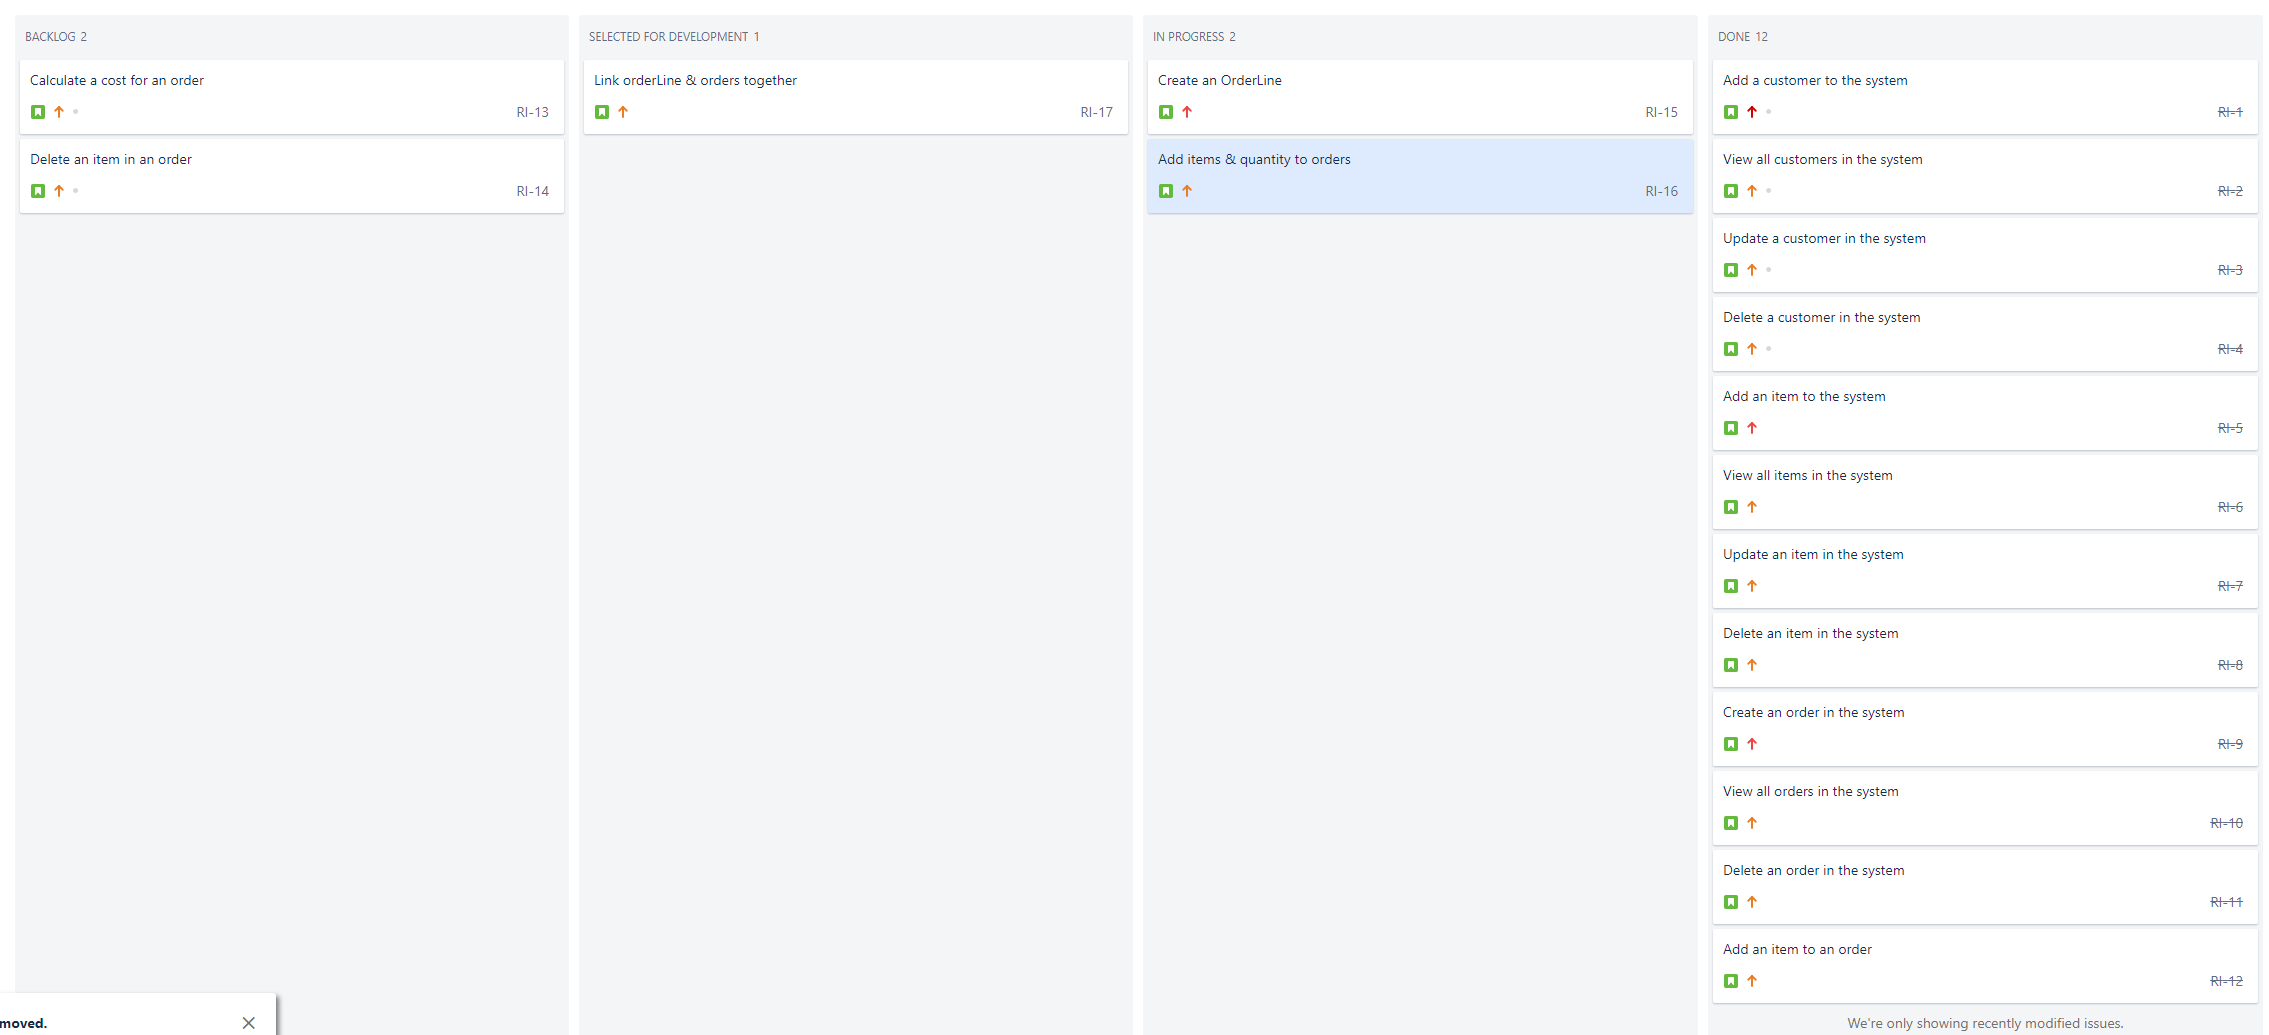 BACKLOG 2
Calculate a cost for an order
RI-13
Delete an item in an order
RI-14
SELECTED FOR DEVELOPMENT 1
Link orderLine & orders together
RI-17
IN PROGRESS 2
Create an OrderLine
RI-15
Add items & quantity to orders
RI-16
DONE 12
Add a customer to the system
RI-1
View all customers in the system
RI-2
Update a customer in the system
RI-3
Delete a customer in the system
RI-4
Add an item to the system
RI-5
View all items in the system
RI-6
Update an item in the system
RI-7
Delete an item in the system
RI-8
Create an order in the system
RI-9
View all orders in the system
RI-10
Delete an order in the system
RI-11
Add an item to an order
RI-12
We're only showing recently modified issues.
moved.